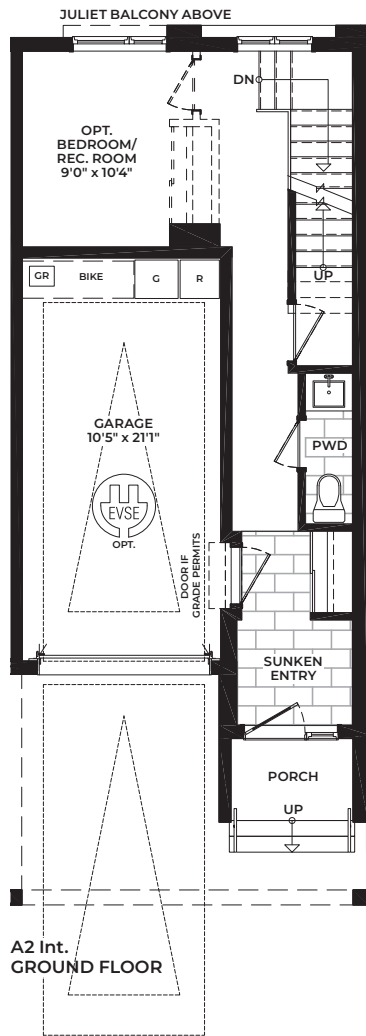 JULIET BALCONY ABOVE
DN
OPT.
BEDROOM/
REC. ROOM
9'0" x 10'4"
GR
BIKE
G
R
UP
GARAGE
10'5" x 21'1"
PWD
EVSE
OPT.
DOOR IF
GRADE PERMITS
SUNKEN
ENTRY
PORCH
UP
A2 Int.
GROUND FLOOR